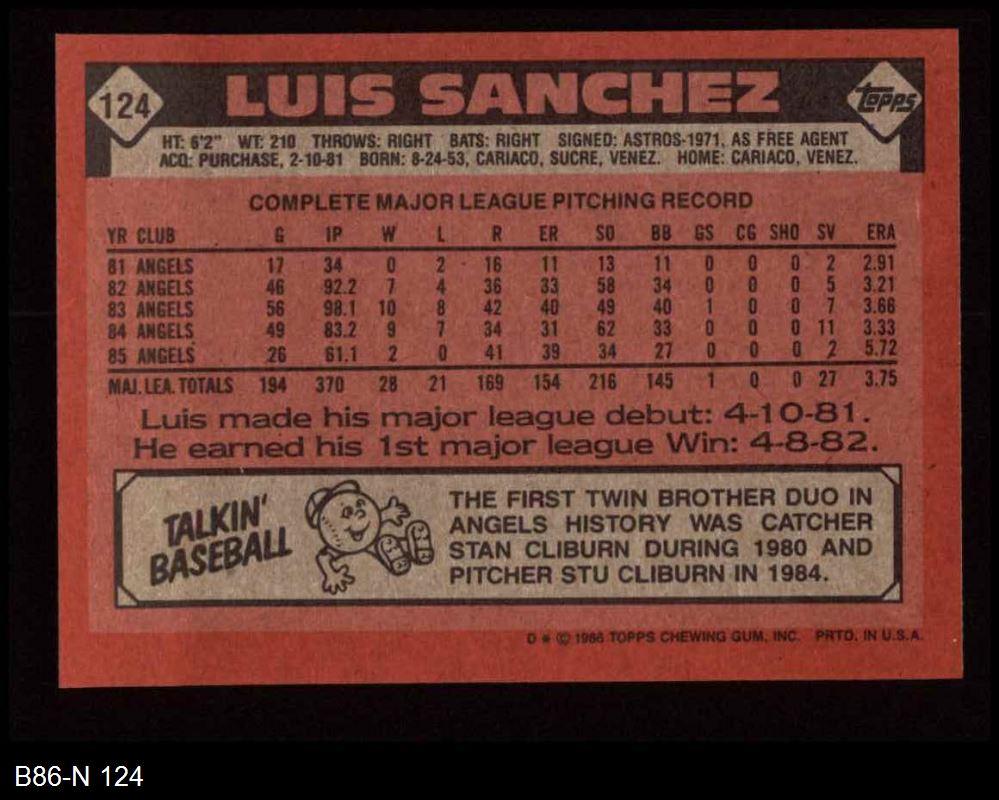 124 LUIS SANCHEZ topps
HT: 6'2" WT: 210 THROWS: RIGHT BATS: RIGHT SIGNED: ASTROS-1971, AS FREE AGENT
ACQ: PURCHASE, 2-10-81 BORN: 8-24-53, CARIACO, SUCRE, VENEZ. HOME: CARIACO, VENEZ.
COMPLETE MAJOR LEAGUE PITCHING RECORD
YR CLUB G IP W L R ER SO BB GS CG SHO SV ERA
81 ANGELS 17 34 0 2 16 11 13 11 0 0 0 2 2.91
82 ANGELS 46 92.2 7 4 36 33 58 34 0 0 0 5 3.21
83 ANGELS 56 98.1 10 8 42 40 49 40 1 0 0 7 3.66
84 ANGELS 49 83.2 9 7 34 31 62 33 0 0 0 11 3.33
85 ANGELS 26 61.1 2 0 41 39 34 27 0 0 0 2 5.72
MAJ. LEA. TOTALS 194 370 28 21 169 154 216 145 1 0 0 27 3.75
Luis made his major league debut: 4-10-81.
He earned his 1st major league Win: 4-8-82.
TALKIN'
BASEBALL
THE FIRST TWIN BROTHER DUO IN
ANGELS HISTORY WAS CATCHER
STAN CLIBURN DURING 1980 AND
PITCHER STU CLIBURN IN 1984.
D * © 1986 TOPPS CHEWING GUM, INC. PRTD. IN U.S.A.
B86-N 124